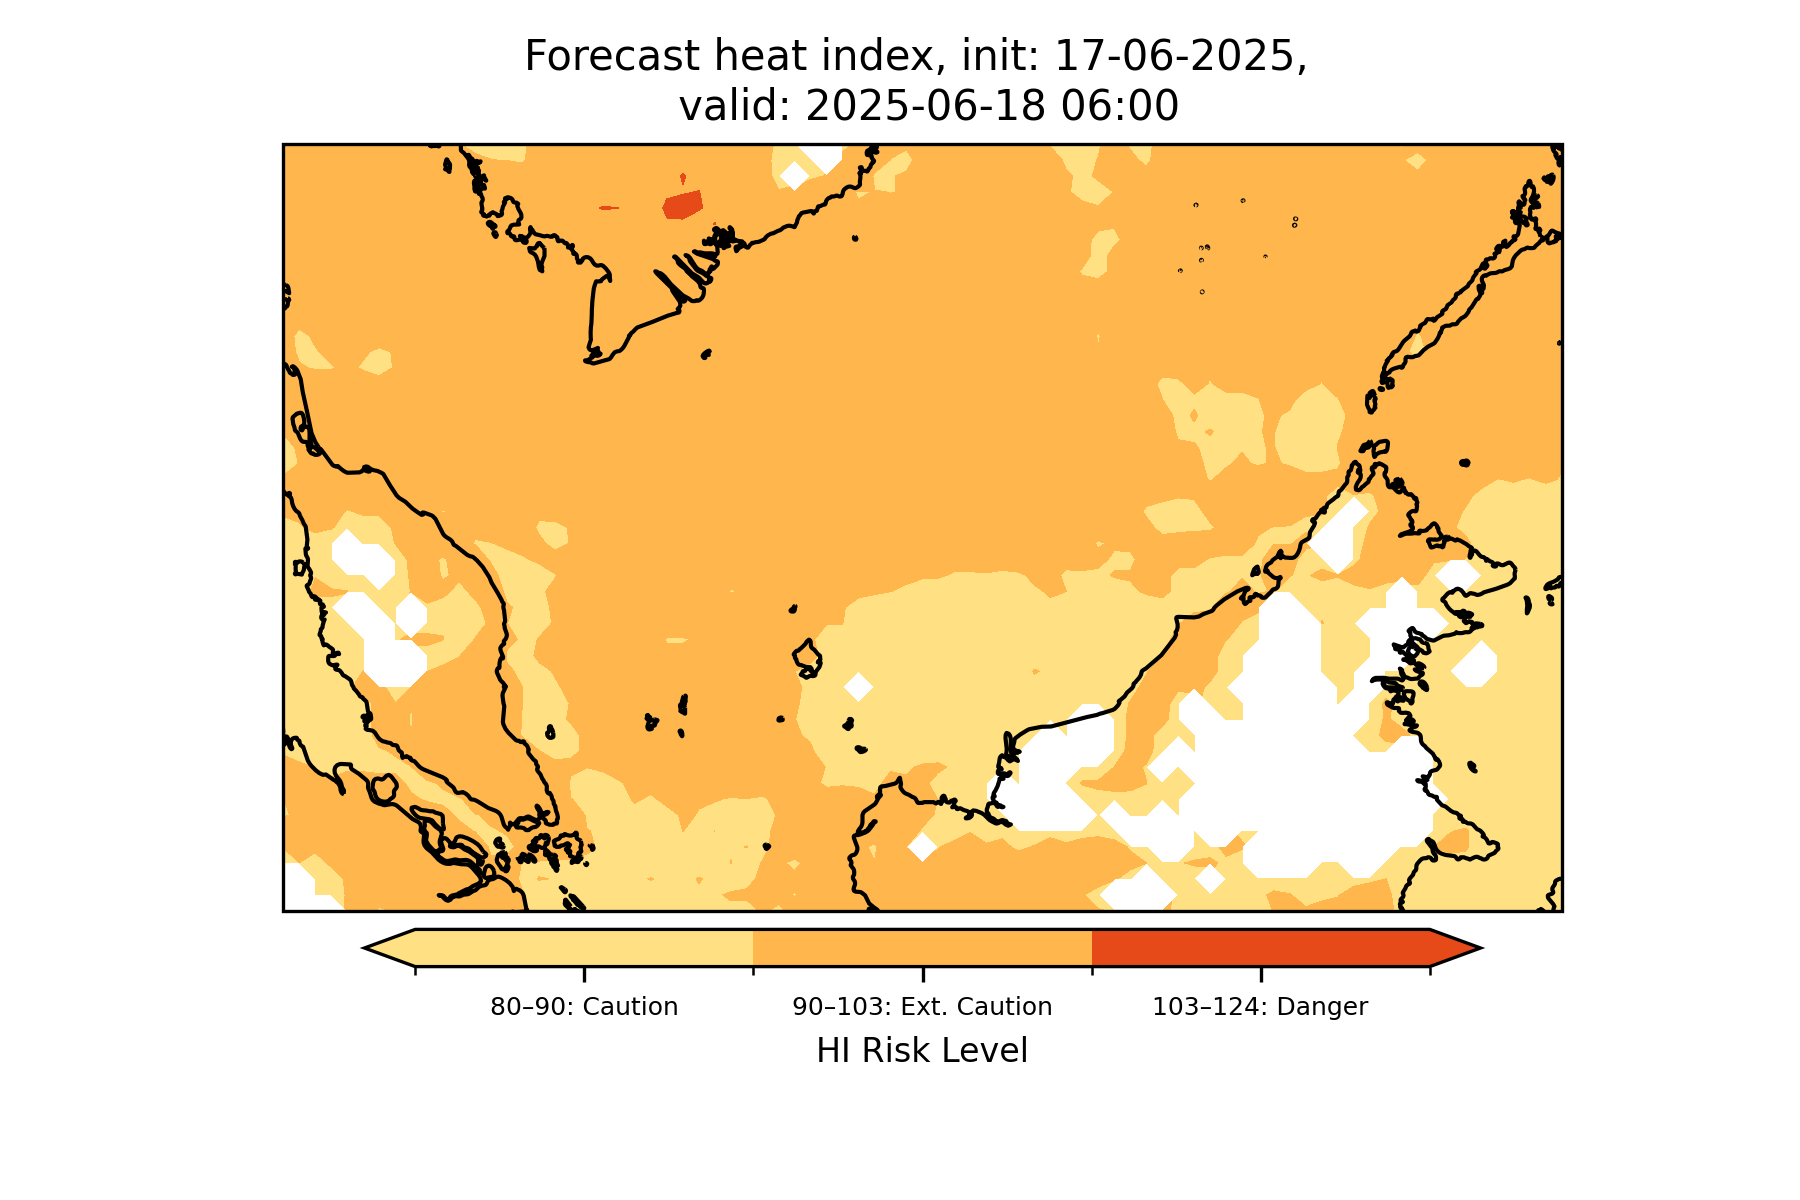 Forecast heat index, init: 17-06-2025,
valid: 2025-06-18 06:00
80–90: Caution
90–103: Ext. Caution
103–124: Danger
HI Risk Level